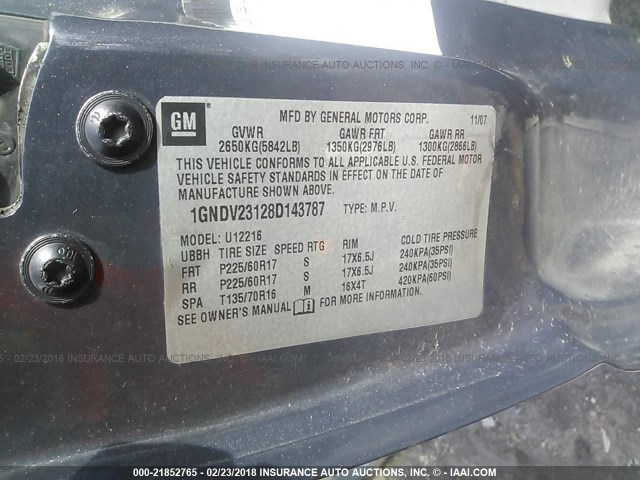 GM
MFD BY GENERAL MOTORS CORP. 11/07
GVWR GAWR FRT GAWR RR
2650KG(5842LB) 1350KG(2976LB) 1300KG(2866LB)
THIS VEHICLE CONFORMS TO ALL APPLICABLE U.S. FEDERAL MOTOR
VEHICLE SAFETY STANDARDS IN EFFECT ON THE DATE OF
MANUFACTURE SHOWN ABOVE.
1GNDV23128D143787 TYPE: M.P.V.
MODEL: U12216
UBBH TIRE SIZE SPEED RTG RIM COLD TIRE PRESSURE
FRT P225/60R17 S 17X6.5J 240KPA(35PSI)
RR P225/60R17 S 17X6.5J 240KPA(35PSI)
SPA T135/70R16 M 16X4T 420KPA(60PSI)
SEE OWNER'S MANUAL FOR MORE INFORMATION.
000-21852765 - 02/23/2018 INSURANCE AUTO AUCTIONS, INC. - © IAAI.COM